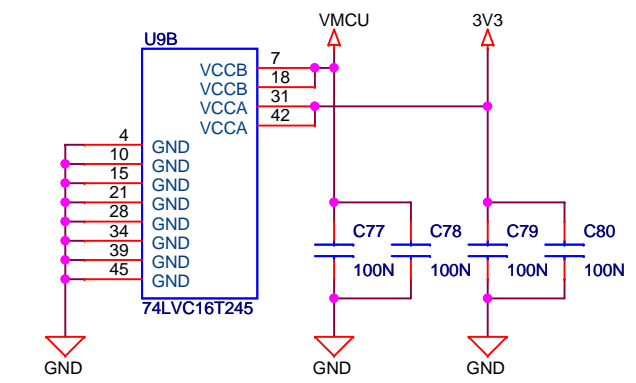 VMCU
3V3
U9B
7
VCCB
18
VCCB
31
VCCA
42
VCCA
4
GND
10
GND
15
GND
21
GND
28
GND
34
GND
39
GND
45
GND
74LVC16T245
C77
C78
C79
C80
100N
100N
100N
100N
GND
GND
GND